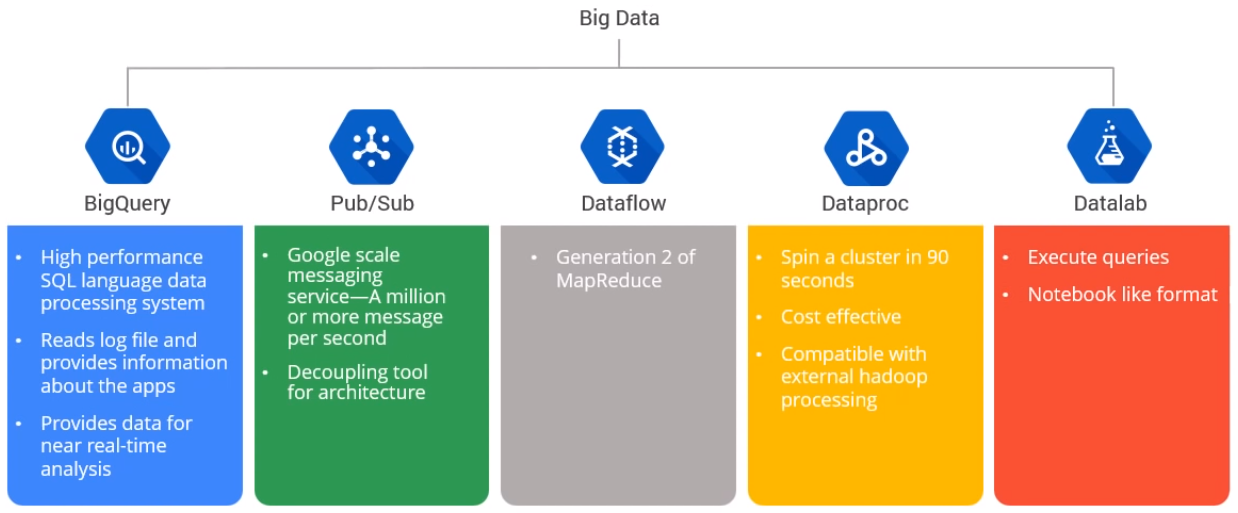 Big Data
BigQuery
Pub/Sub
Dataflow
Dataproc
Datalab
• High performance
SQL language data
processing system
• Reads log file and
provides information
about the apps
• Provides data for
near real-time
analysis
• Google scale
messaging
service—A million
or more message
per second
• Decoupling tool
for architecture
• Generation 2 of
MapReduce
• Spin a cluster in 90
seconds
• Cost effective
• Compatible with
external hadoop
processing
• Execute queries
• Notebook like format